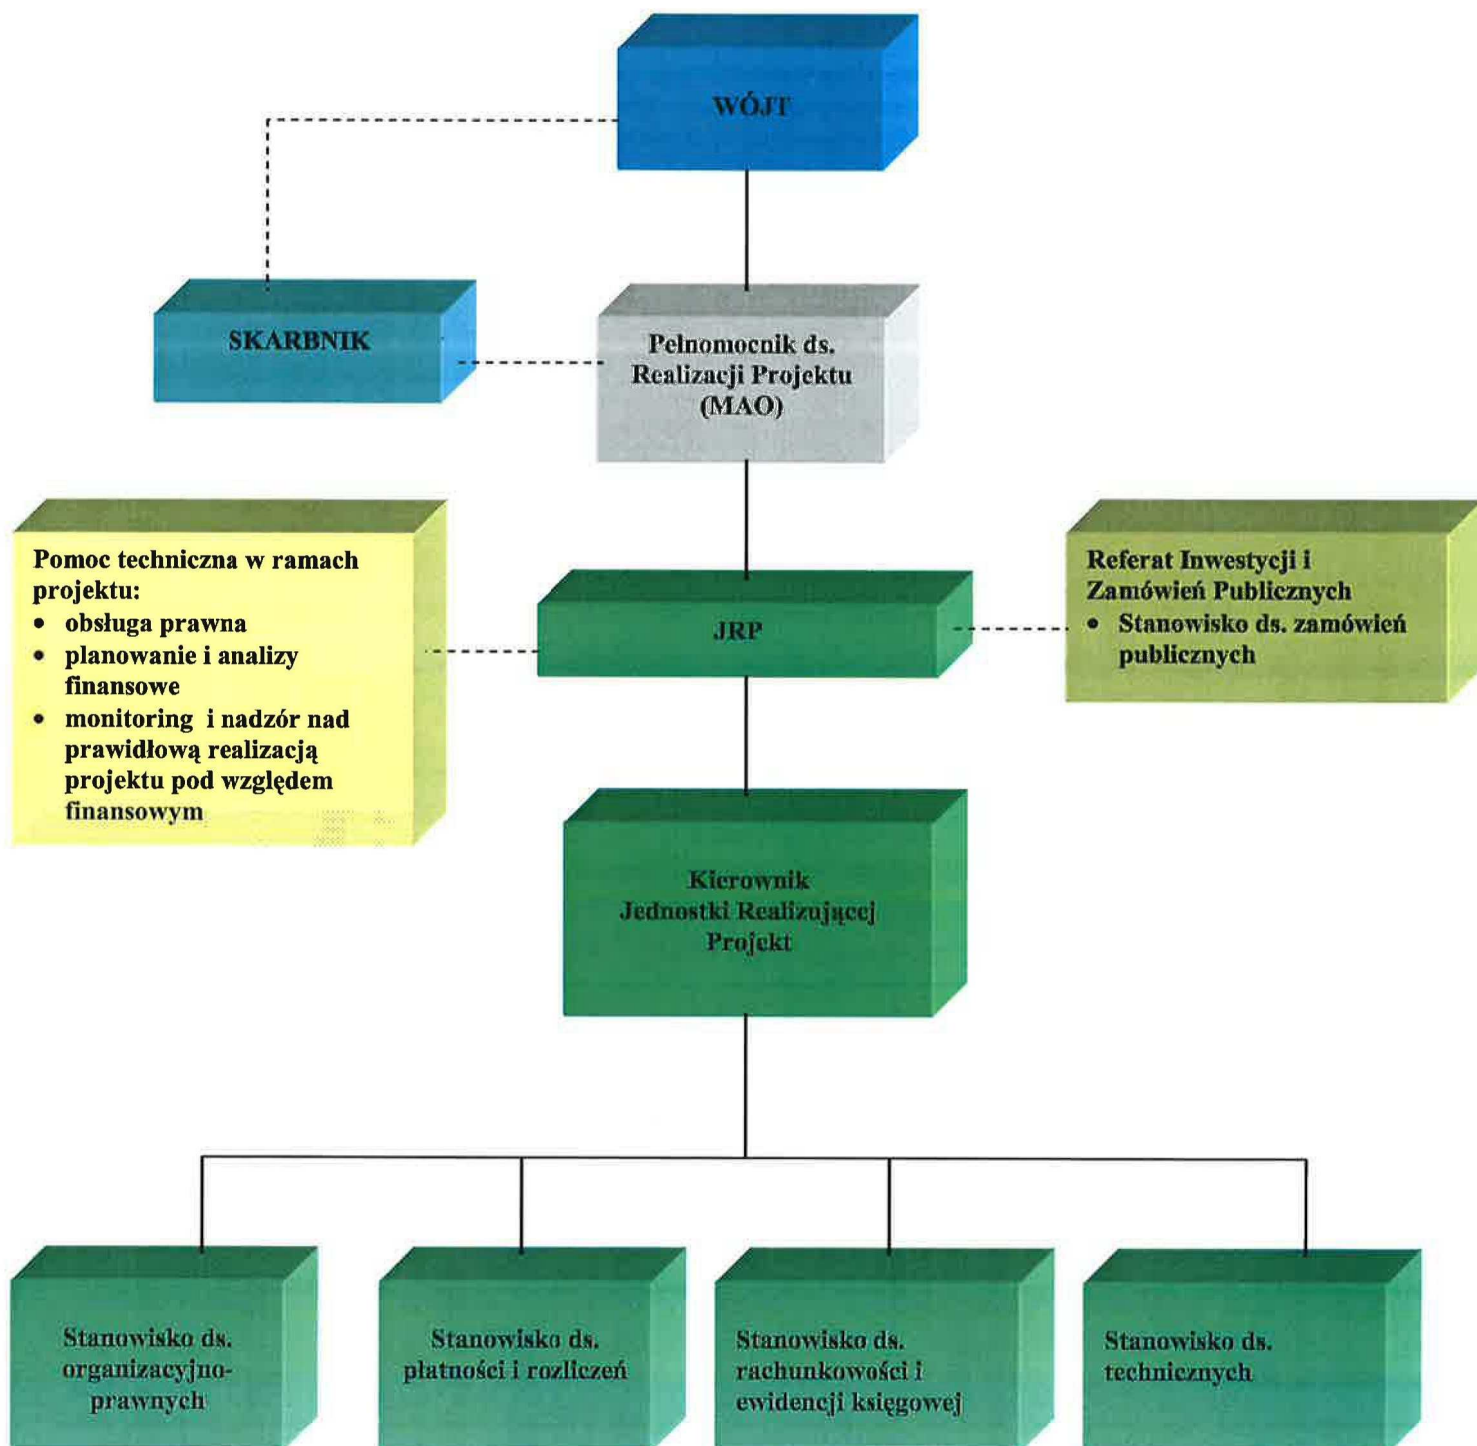 WÓJT
SKARBNIK
Pełnomocnik ds.
Realizacji Projektu
(MAO)
Pomoc techniczna w ramach
projektu:
• obsługa prawna
• planowanie i analizy
finansowe
• monitoring i nadzór nad
prawidłową realizacją
projektu pod względem
finansowym
JRP
Referat Inwestycji i
Zamówień Publicznych
• Stanowisko ds. zamówień
publicznych
Kierownik
Jednostki Realizującej
Projekt
Stanowisko ds.
organizacyjno-
prawnych
Stanowisko ds.
płatności i rozliczeń
Stanowisko ds.
rachunkowości i
ewidencji księgowej
Stanowisko ds.
technicznych